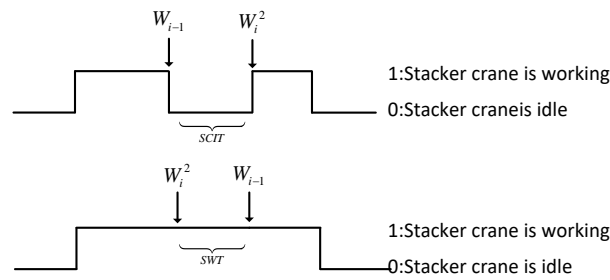 W_{i-1} W_i^2
1:Stacker crane is working
0:Stacker craneis idle
SCIT
W_i^2 W_{i-1}
1:Stacker crane is working
SWT
0:Stacker crane is idle